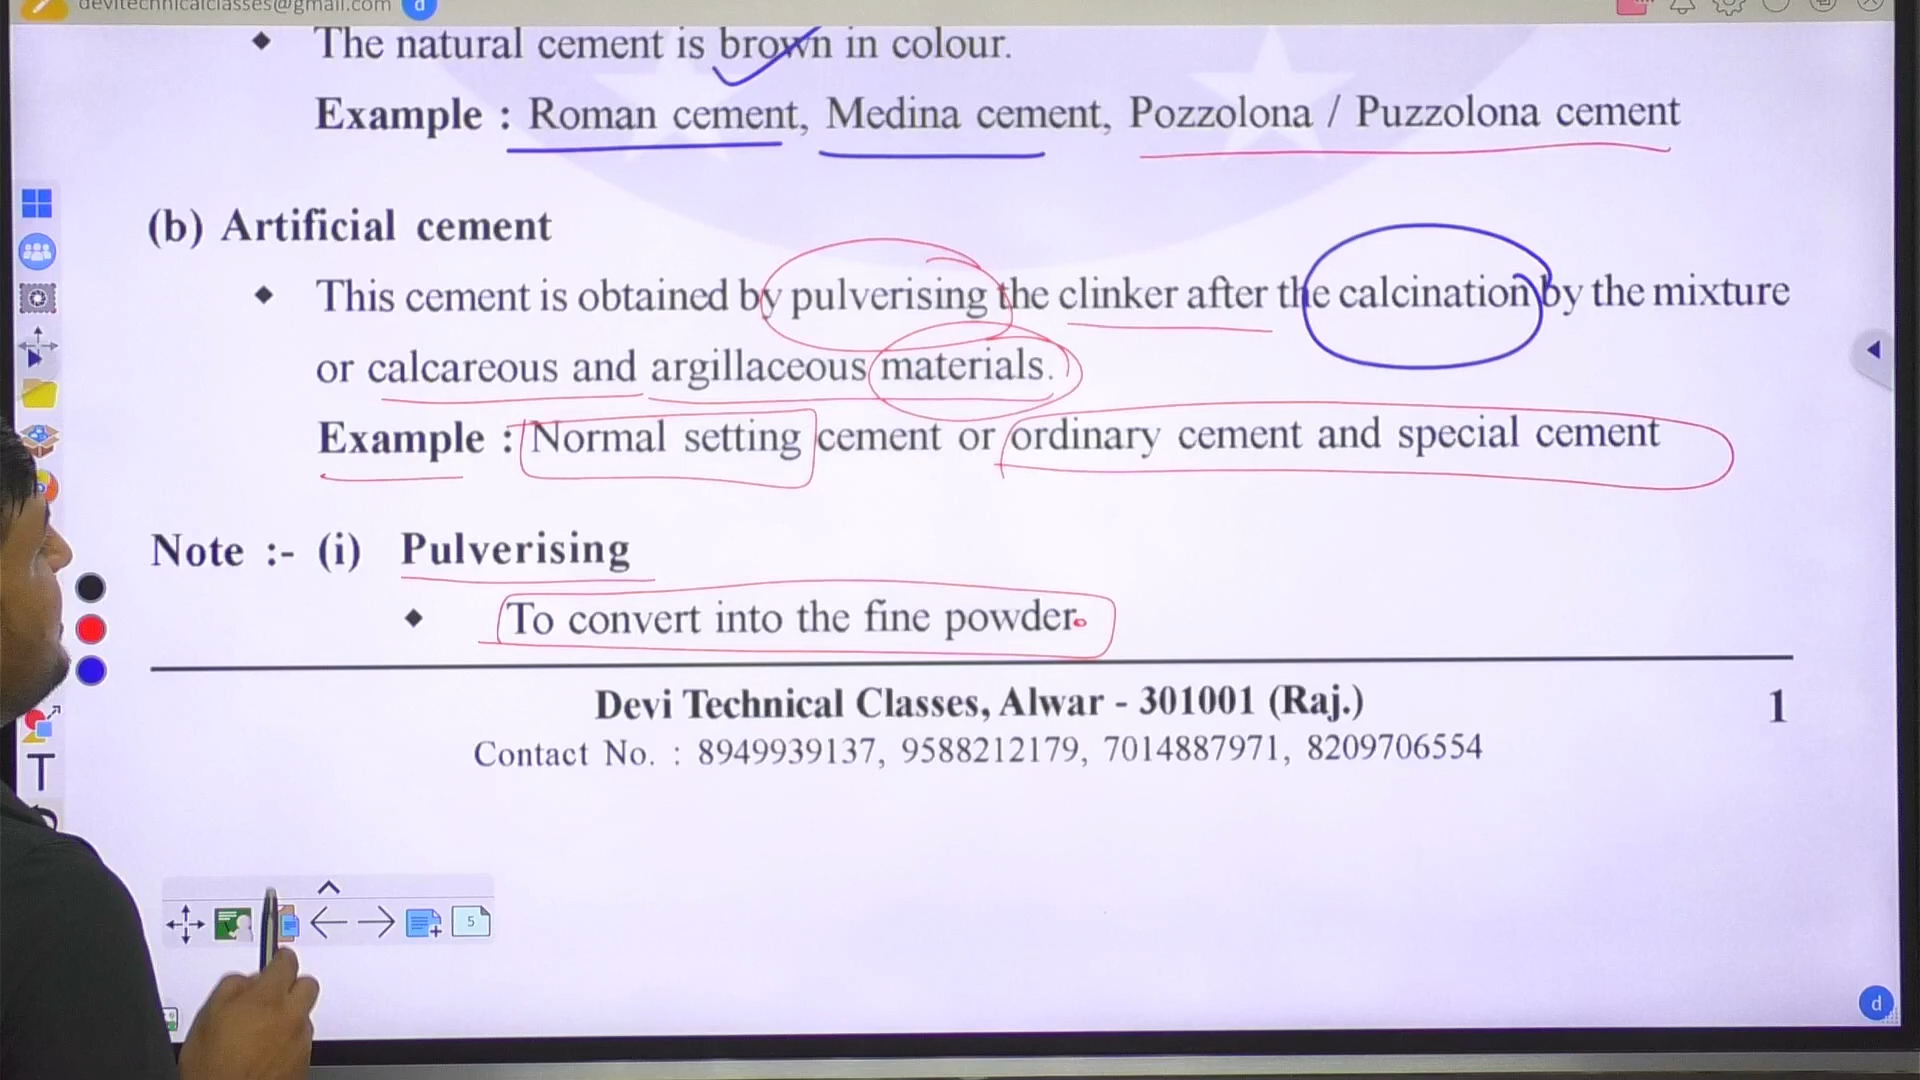 devitechnicalclasses@gmail.com d
◆ The natural cement is brown in colour.
Example : Roman cement, Medina cement, Pozzolona / Puzzolona cement
(b) Artificial cement
◆ This cement is obtained by pulverising the clinker after the calcination by the mixture
or calcareous and argillaceous materials.
Example : Normal setting cement or ordinary cement and special cement
Note :- (i) Pulverising
◆ To convert into the fine powder.
Devi Technical Classes, Alwar - 301001 (Raj.) 1
Contact No. : 8949939137, 9588212179, 7014887971, 8209706554
T
5
d